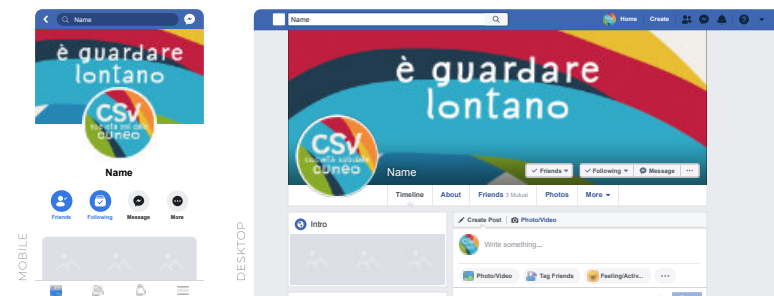 Name
è guardare
lontano
CSV
società solidale
cuneo
Name
Friends
Following
Message
More
MOBILE
Name
Home
Create
è guardare
lontano
CSV
società solidale
cuneo
Name
Friends
Following
Message
Timeline
About
Friends 3 Mutual
Photos
More
Intro
Create Post
Photo/Video
Write something...
Photo/Video
Tag Friends
Feeling/Activ...
DESKTOP